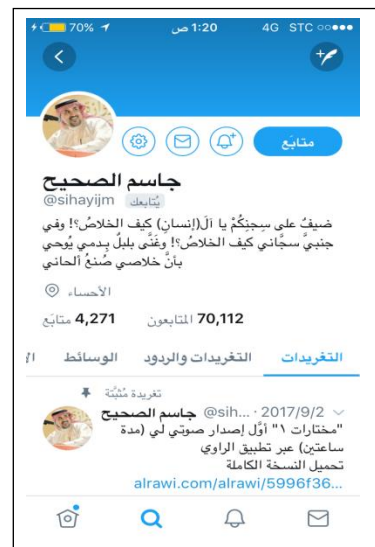 70% 1:20 ص 4G STC
متابَع
جاسم الصحيح
@sihayijm يُتابعك
ضيفٌ على سِجنِكُمْ يا آلَ(إنسانِ) كيف الخلاصُ؟! وفي
جنبيَّ سجَّاني كيف الخلاصُ؟! وغَنَّى بلبلٌ بِدمي يُوحي
بأنَّ خلاصي صُنعُ ألحاني
الأحساء
70,112 المتابعون 4,271 متابَع
التغريدات التغريدات والردود الوسائط الإ
تغريدة مُثبَّتة
جاسم الصحيح @sih... · 2017/9/2
"مختارات ١" أوَّل إصدار صوتي لي (مدة
ساعتين) عبر تطبيق الراوي
تحميل النسخة الكاملة
alrawi.com/alrawi/5996f36...